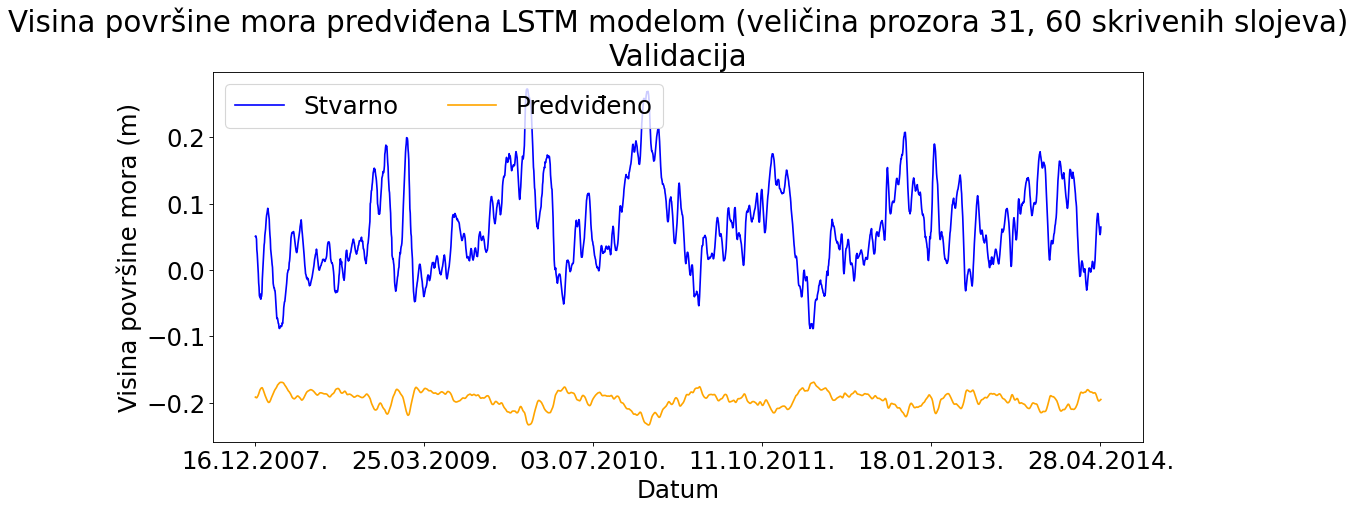 Visina površine mora predviđena LSTM modelom (veličina prozora 31, 60 skrivenih slojeva)
Validacija
Stvarno Predviđeno
Visina površine mora (m)
0.2
0.1
0.0
−0.1
−0.2
16.12.2007. 25.03.2009. 03.07.2010. 11.10.2011. 18.01.2013. 28.04.2014.
Datum